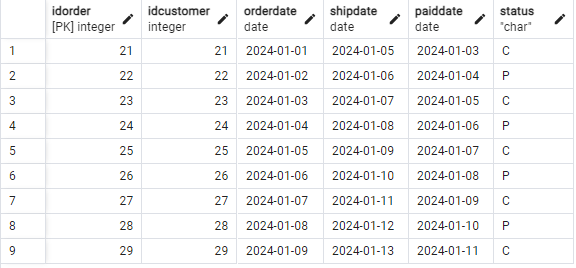 idorder idcustomer orderdate shipdate paiddate status
[PK] integer integer date date date "char"
1 21 21 2024-01-01 2024-01-05 2024-01-03 C
2 22 22 2024-01-02 2024-01-06 2024-01-04 P
3 23 23 2024-01-03 2024-01-07 2024-01-05 C
4 24 24 2024-01-04 2024-01-08 2024-01-06 P
5 25 25 2024-01-05 2024-01-09 2024-01-07 C
6 26 26 2024-01-06 2024-01-10 2024-01-08 P
7 27 27 2024-01-07 2024-01-11 2024-01-09 C
8 28 28 2024-01-08 2024-01-12 2024-01-10 P
9 29 29 2024-01-09 2024-01-13 2024-01-11 C